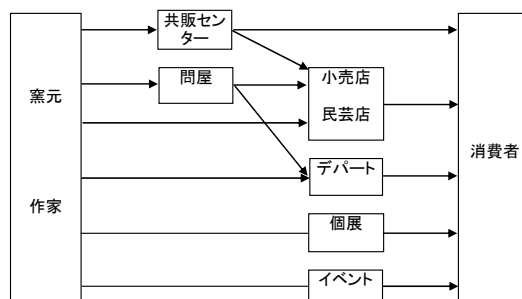 共販セン
ター
問屋
小売店
民芸店
窯元
消費者
デパート
作家
個展
イベント